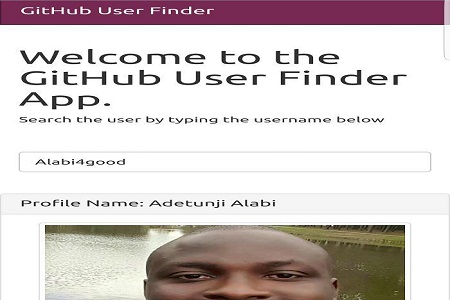 GitHub User Finder
Welcome to the
GitHub User Finder
App.
Search the user by typing the username below
Alabi4good
Profile Name: Adetunji Alabi